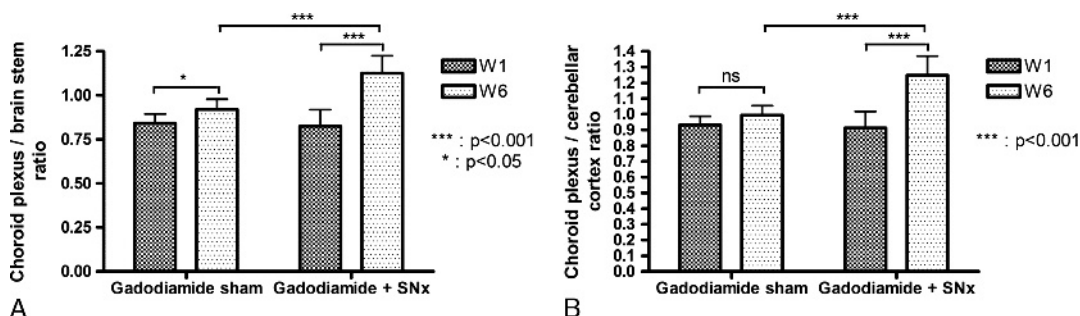 ***
***
*
Choroid plexus / brain stem
ratio
1.25
1.00
0.75
0.50
0.25
0.00
Gadodiamide sham
Gadodiamide + SNx
W1
W6
*** : p<0.001
* : p<0.05
A
***
***
ns
Choroid plexus / cerebellar
cortex ratio
1.4
1.3
1.2
1.1
1.0
0.9
0.8
0.7
0.6
0.5
0.4
0.3
0.2
0.1
0.0
Gadodiamide sham
Gadodiamide + SNx
W1
W6
*** : p<0.001
B